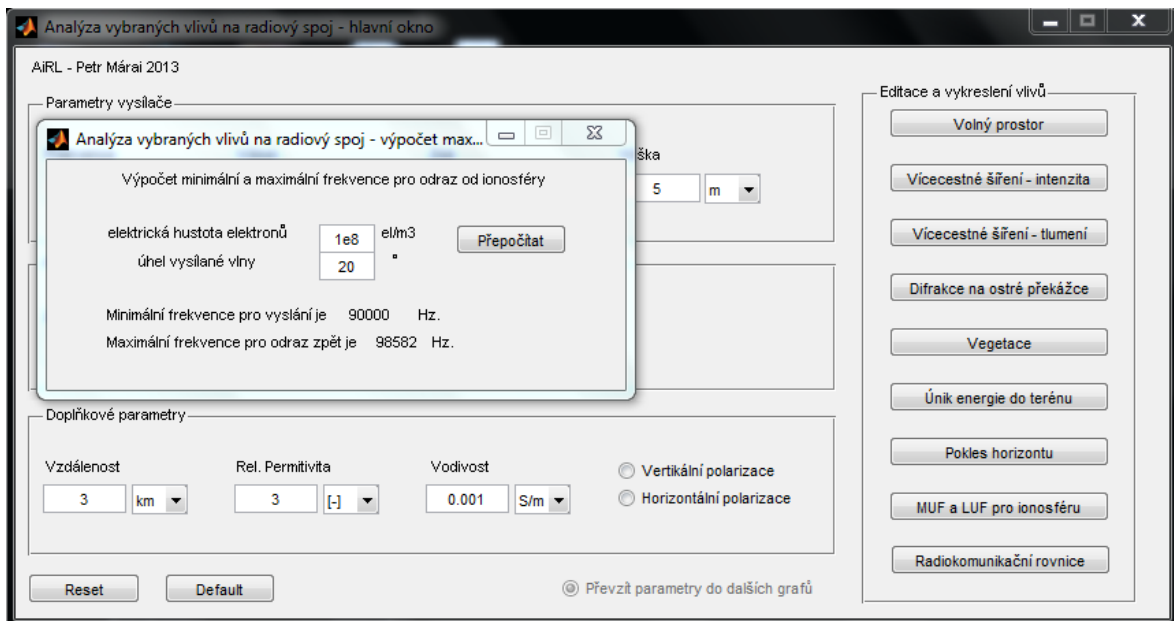 Analýza vybraných vlivů na radiový spoj - hlavní okno
AiRL - Petr Márai 2013
Parametry vysílače
Analýza vybraných vlivů na radiový spoj - výpočet max...
Výpočet minimální a maximální frekvence pro odraz od ionosféry
elektrická hustota elektronů 1e8 el/m3 Přepočítat
úhel vysílané vlny 20 °
Minimální frekvence pro vyslání je 90000 Hz.
Maximální frekvence pro odraz zpět je 98582 Hz.
ška
5 m
Doplňkové parametry
Vzdálenost Rel. Permitivita Vodivost
3 km 3 [-] 0.001 S/m
Vertikální polarizace
Horizontální polarizace
Reset Default Převzít parametry do dalších grafů
Editace a vykreslení vlivů
Volný prostor
Vícecestné šíření - intenzita
Vícecestné šíření - tlumení
Difrakce na ostré překážce
Vegetace
Únik energie do terénu
Pokles horizontu
MUF a LUF pro ionosféru
Radiokomunikační rovnice